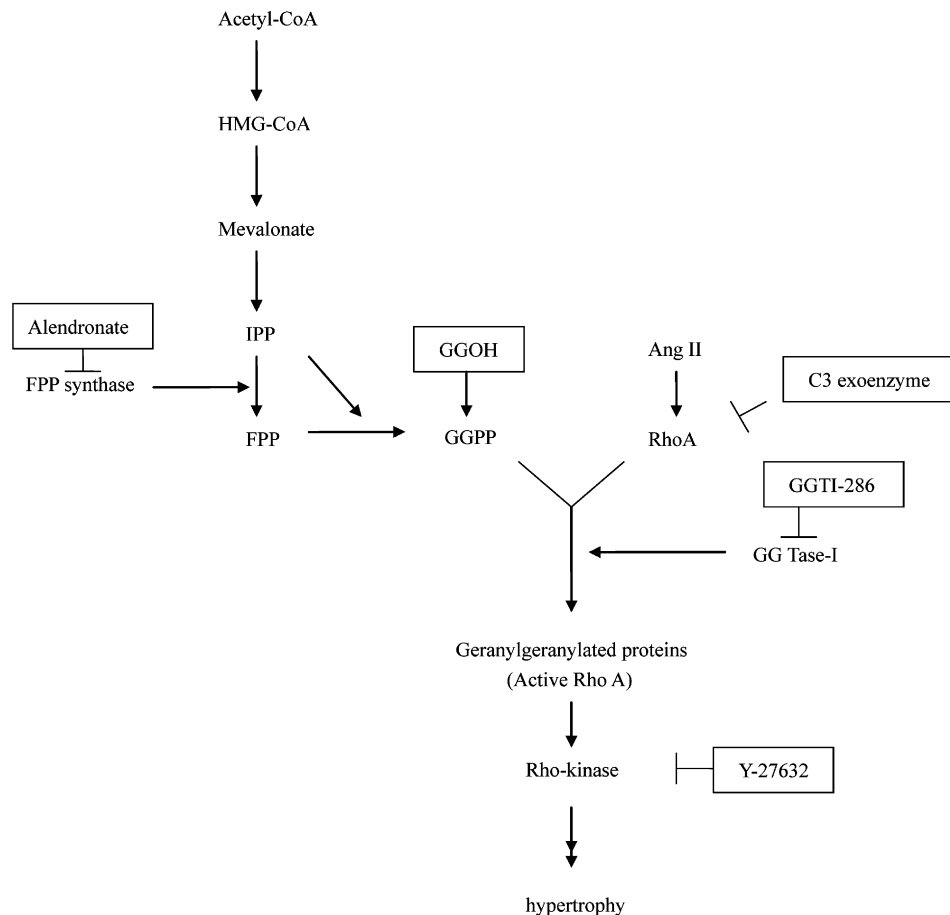 Acetyl-CoA
HMG-CoA
Mevalonate
Alendronate
IPP
GGOH
Ang II
FPP synthase
C3 exoenzyme
FPP
GGPP
RhoA
GGTI-286
GG Tase-I
Geranylgeranylated proteins
(Active Rho A)
Rho-kinase
Y-27632
hypertrophy